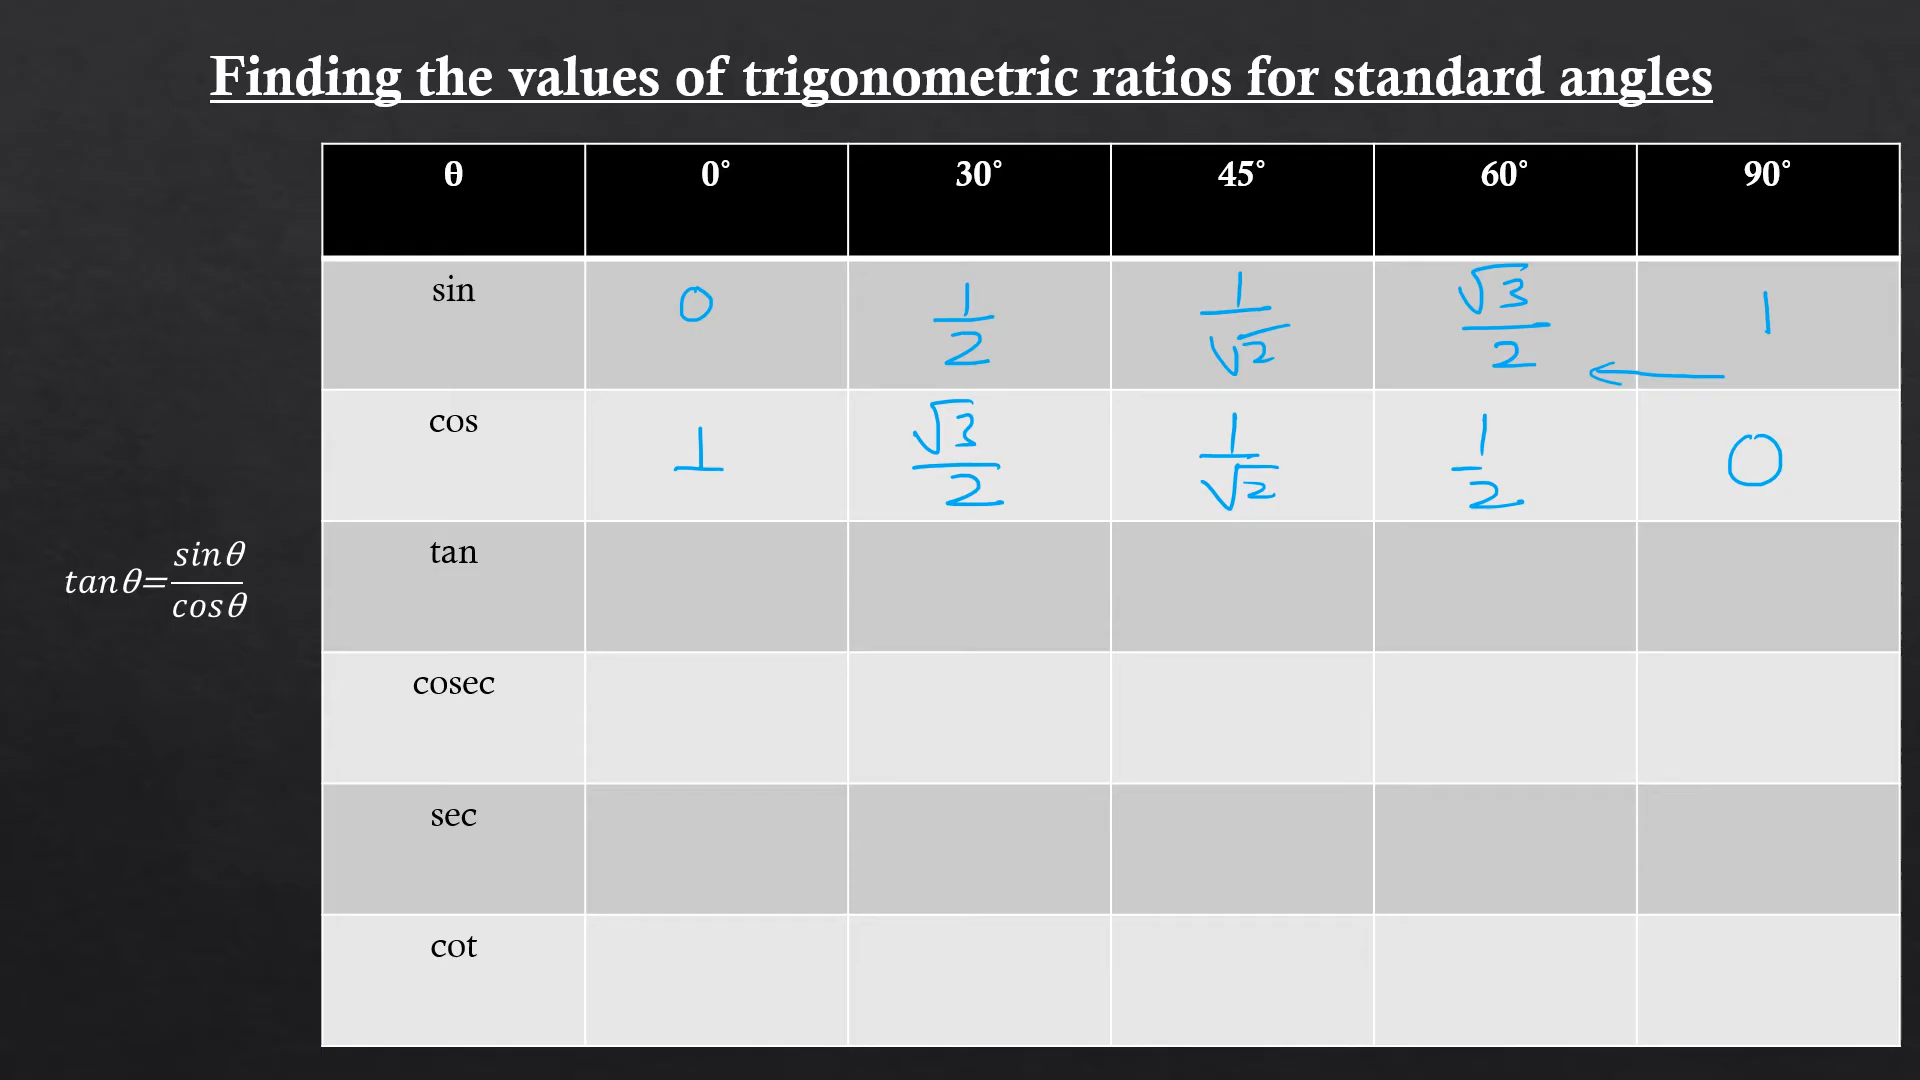 Finding the values of trigonometric ratios for standard angles
θ 0° 30° 45° 60° 90°
sin 0 1/2 1/√2 √3/2 1
cos 1 √3/2 1/√2 1/2 0
tanθ=sinθ/cosθ
tan
cosec
sec
cot